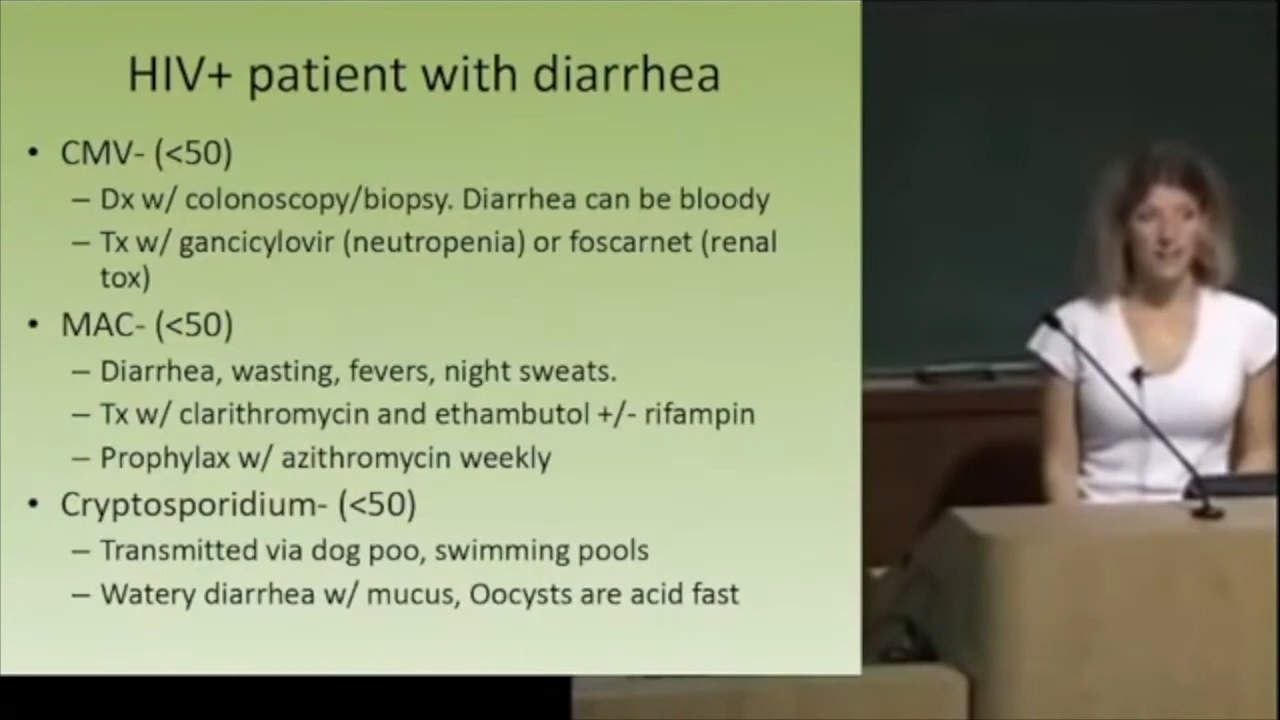 HIV+ patient with diarrhea
• CMV- (<50)
– Dx w/ colonoscopy/biopsy. Diarrhea can be bloody
– Tx w/ gancicylovir (neutropenia) or foscarnet (renal
tox)
• MAC- (<50)
– Diarrhea, wasting, fevers, night sweats.
– Tx w/ clarithromycin and ethambutol +/- rifampin
– Prophylax w/ azithromycin weekly
• Cryptosporidium- (<50)
– Transmitted via dog poo, swimming pools
– Watery diarrhea w/ mucus, Oocysts are acid fast